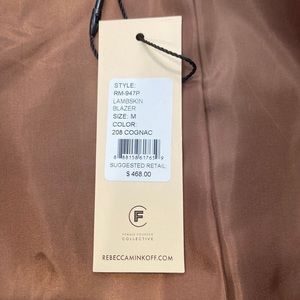 STYLE:
RM-947P
LAMBSKIN
BLAZER
SIZE: M
COLOR:
208 COGNAC
SUGGESTED RETAIL:
$ 468.00
FEMALE FOUNDER
COLLECTIVE
REBECCAMINKOFF.COM